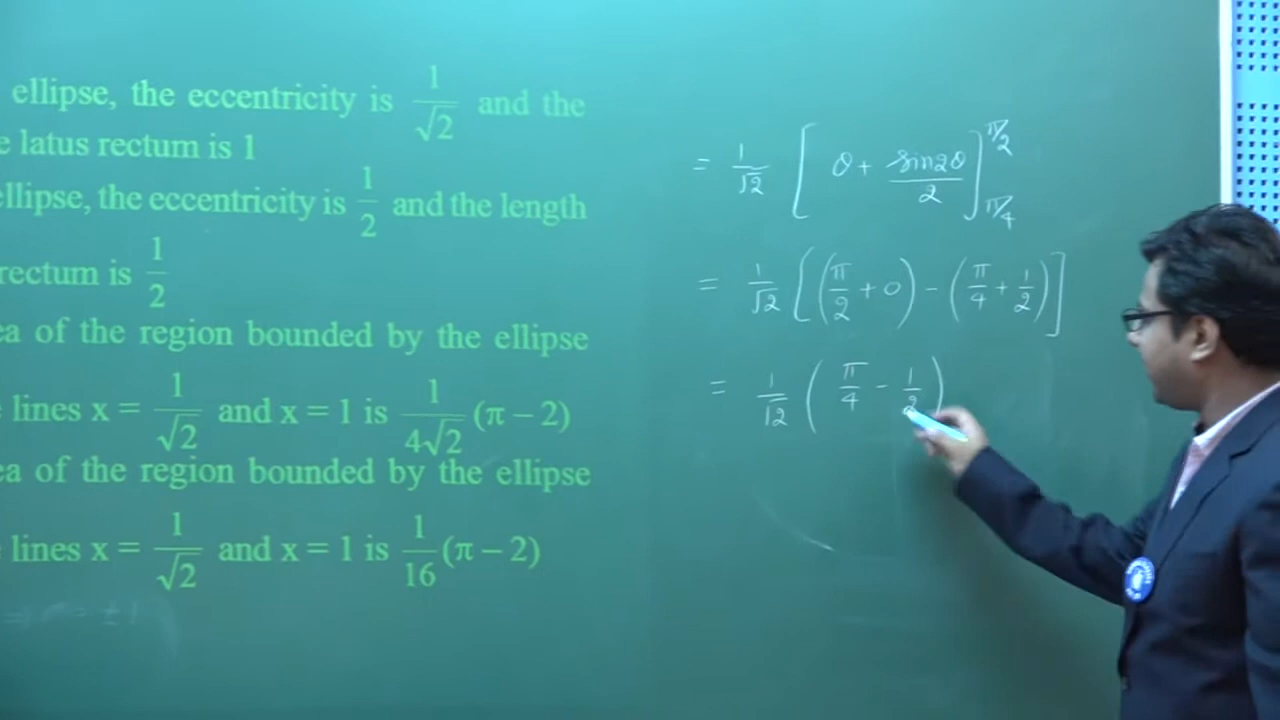 ellipse, the eccentricity is 1/√2 and the
e latus rectum is 1
ellipse, the eccentricity is 1/2 and the length
rectum is 1/2
ea of the region bounded by the ellipse
lines x = 1/√2 and x = 1 is 1/4√2 (π – 2)
ea of the region bounded by the ellipse
lines x = 1/√2 and x = 1 is 1/16 (π – 2)
= 1/√2 [θ + sin2θ/2]_{π/4}^{π/2}
= 1/√2 [(π/2 + 0) - (π/4 + 1/2)]
= 1/√2 (π/4 - 1/2)